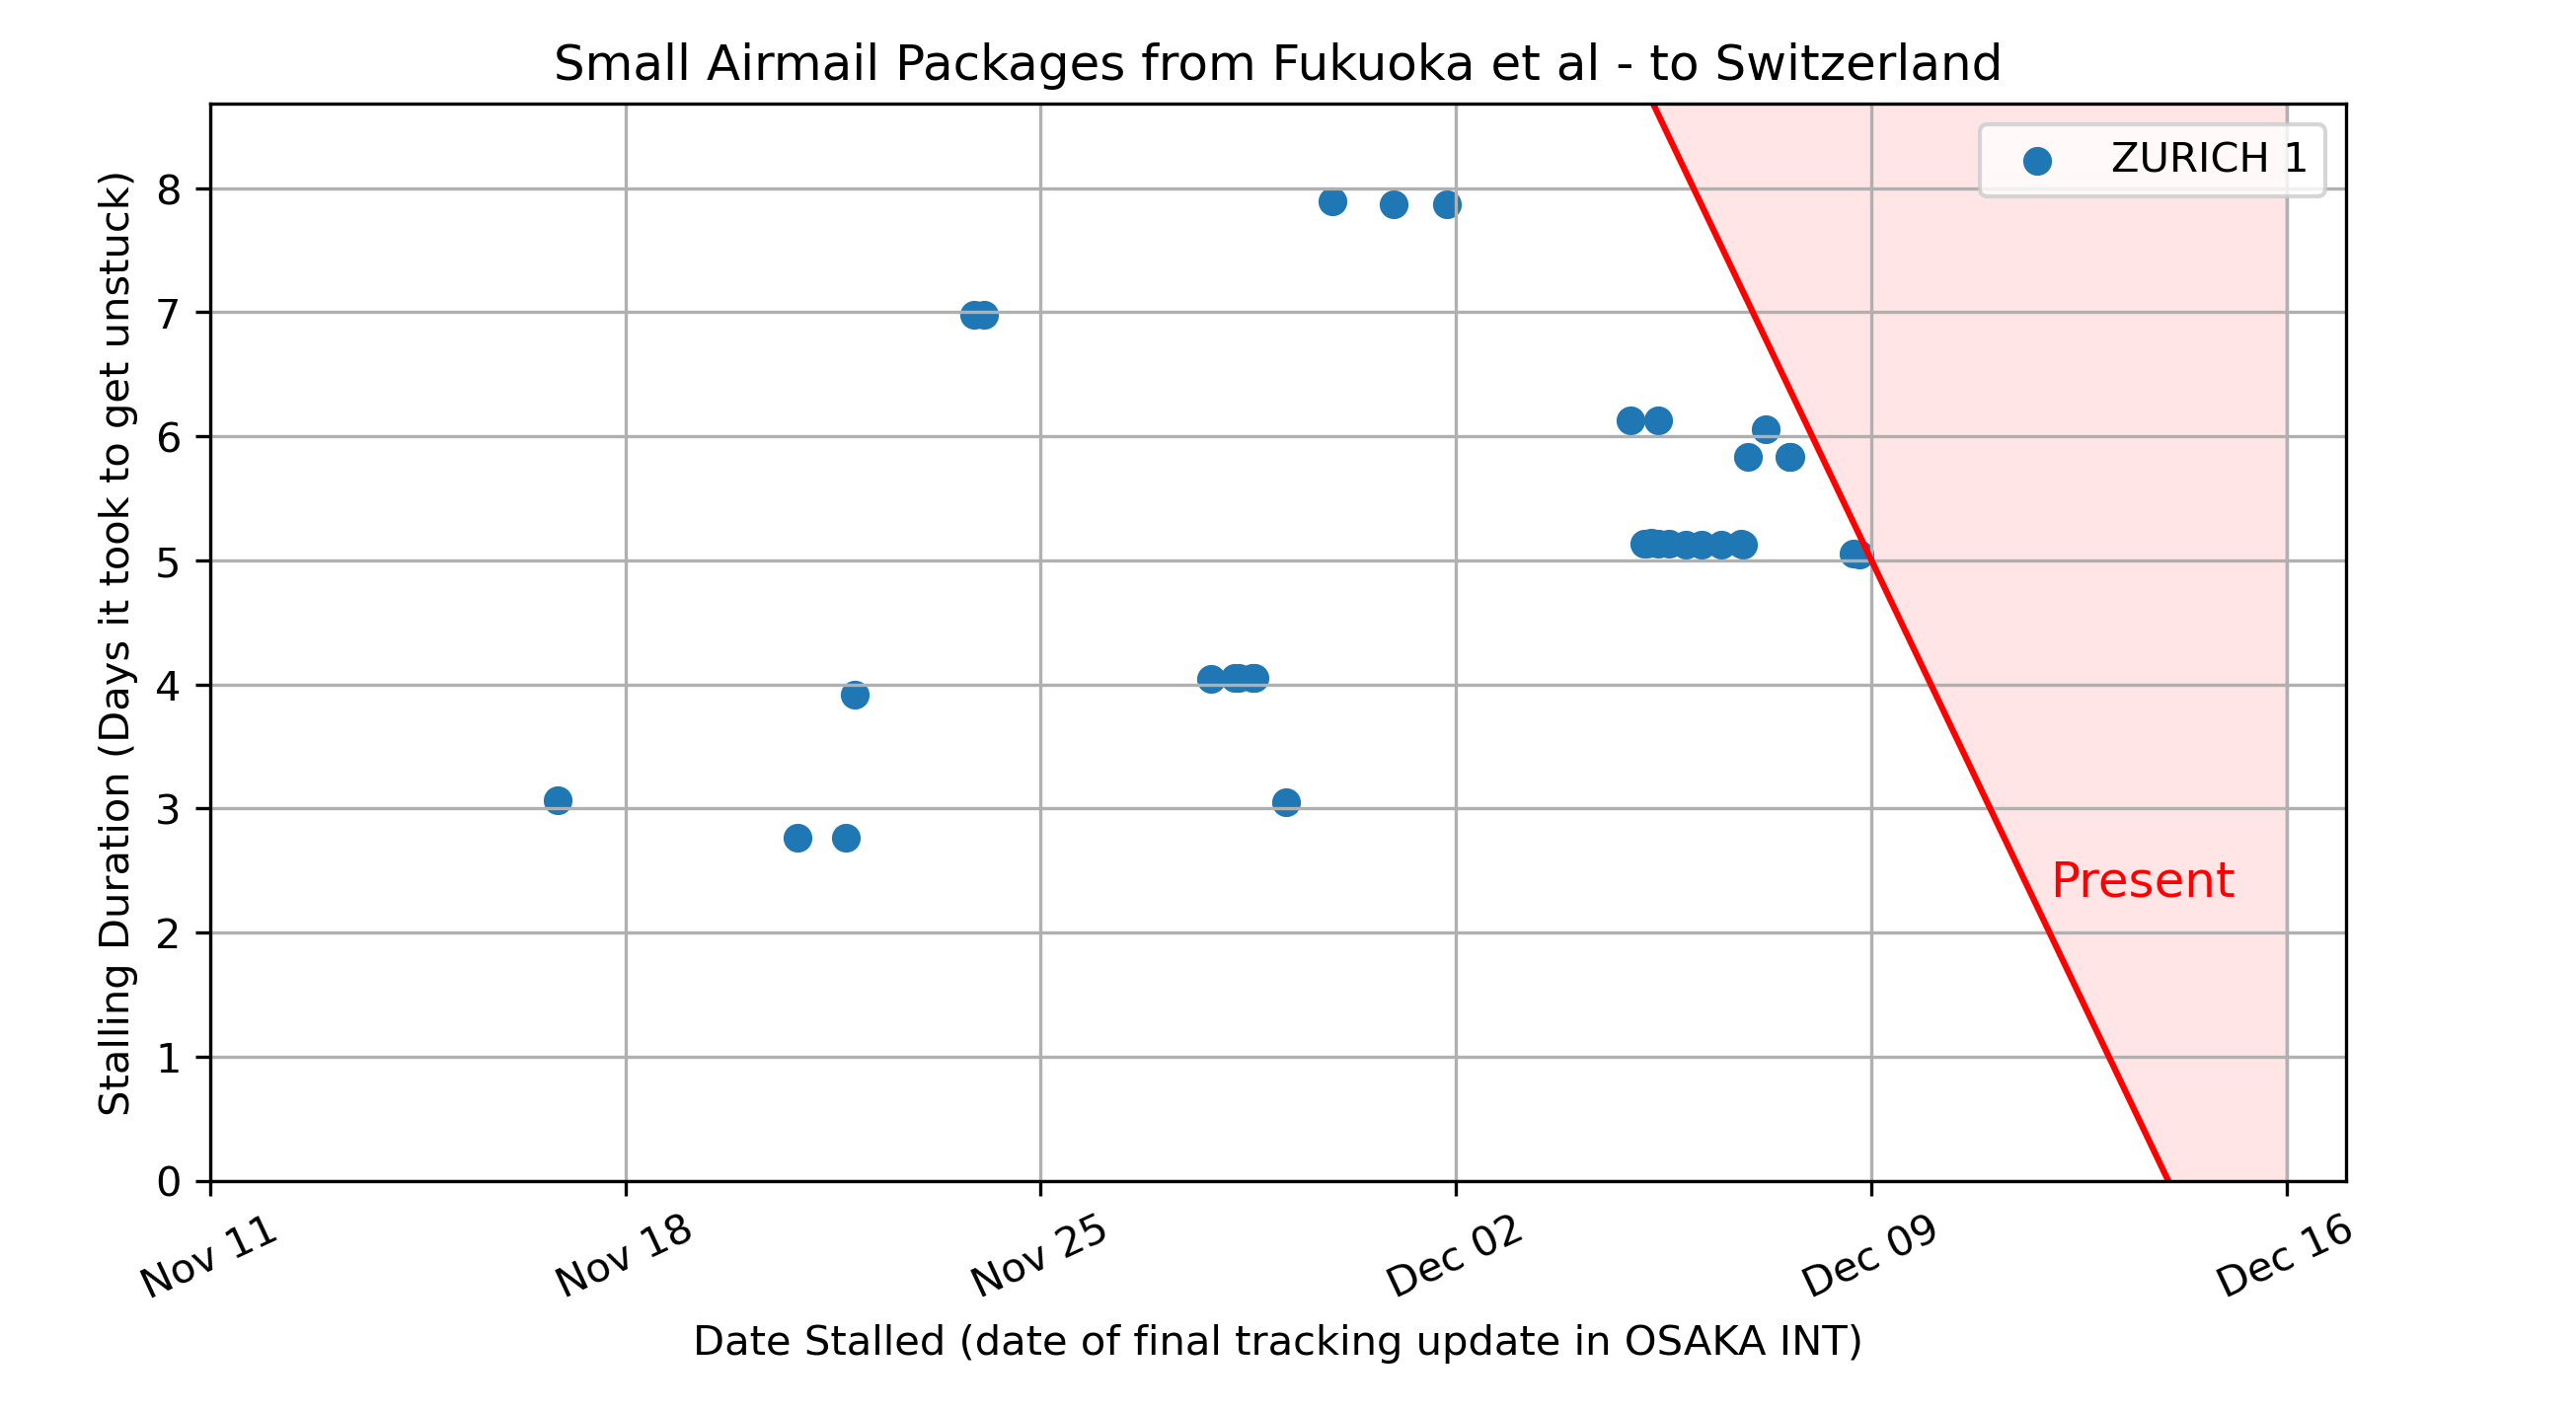 Small Airmail Packages from Fukuoka et al - to Switzerland
ZURICH 1
Stalling Duration (Days it took to get unstuck)
8
7
6
5
4
3
2
1
0
Present
Nov 11
Nov 18
Nov 25
Dec 02
Dec 09
Dec 16
Date Stalled (date of final tracking update in OSAKA INT)